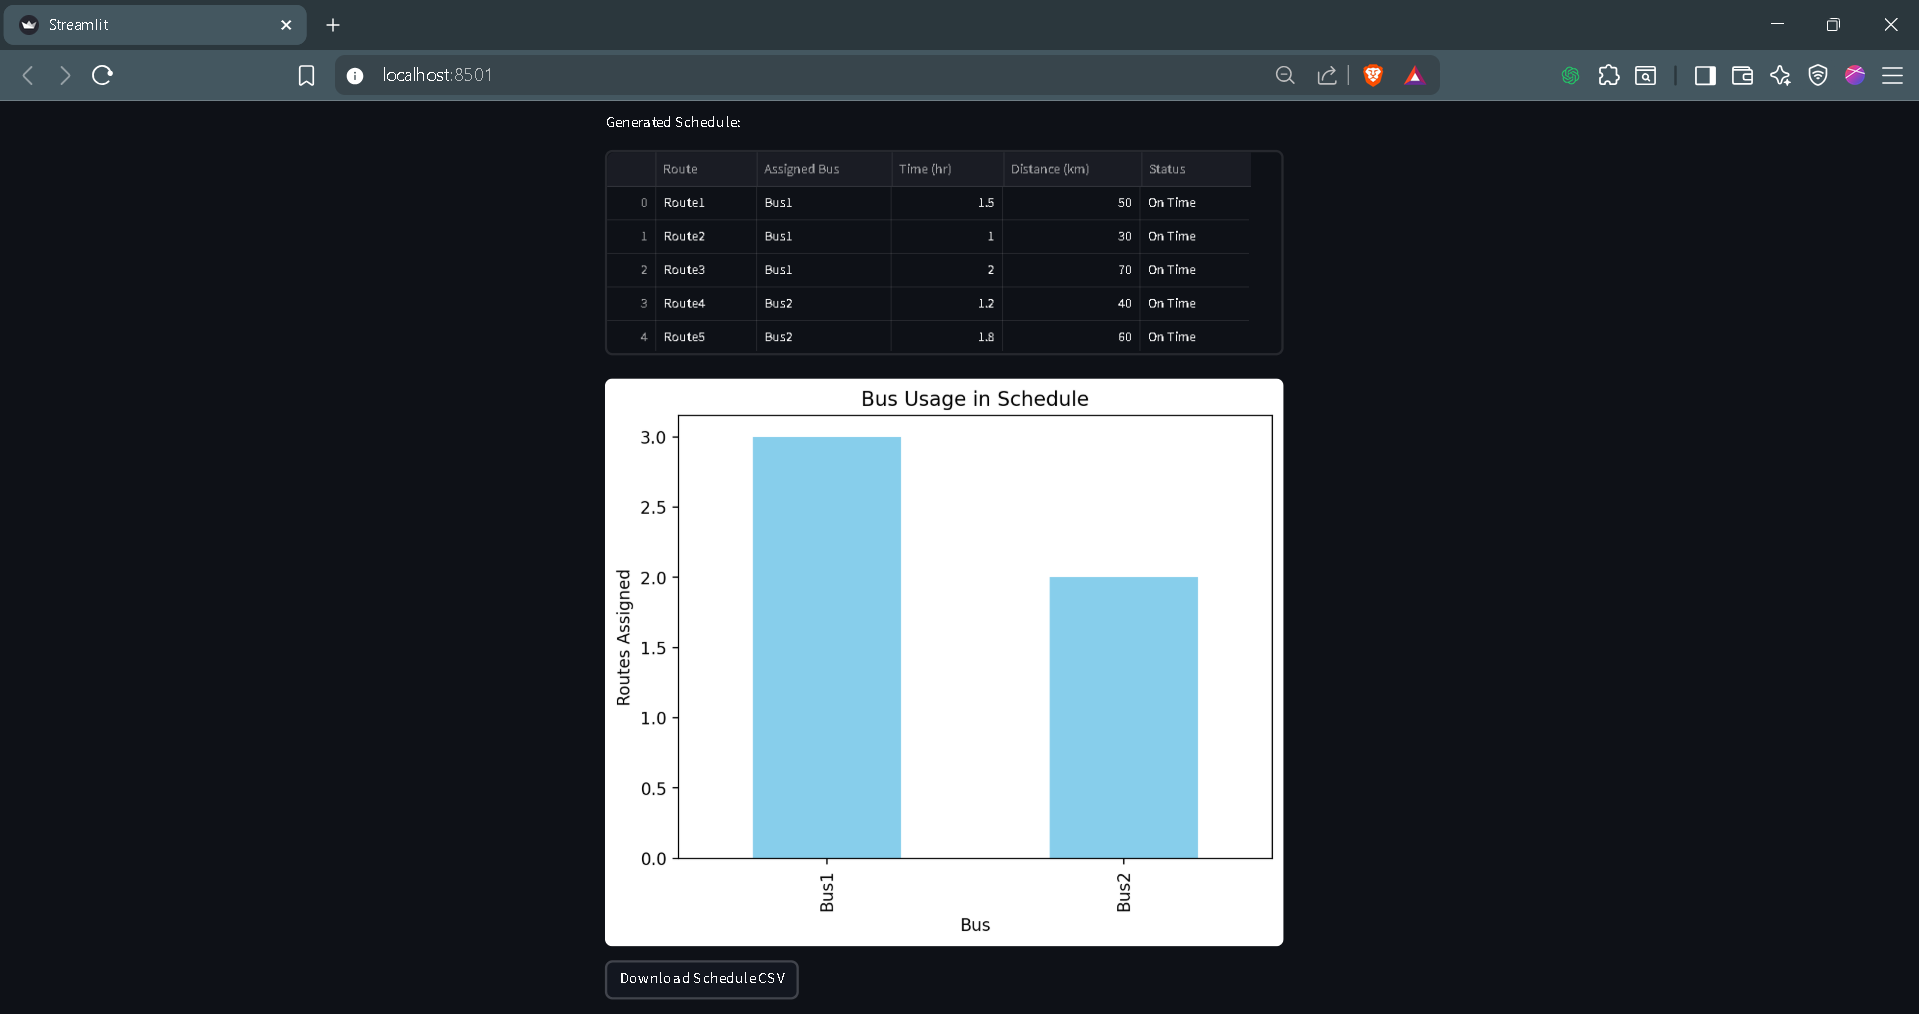 Streamlit
localhost:8501
Generated Schedule:
Route Assigned Bus Time (hr) Distance (km) Status
0 Route1 Bus1 1.5 50 On Time
1 Route2 Bus1 1 30 On Time
2 Route3 Bus1 2 70 On Time
3 Route4 Bus2 1.2 40 On Time
4 Route5 Bus2 1.8 60 On Time
Bus Usage in Schedule
3.0
2.5
2.0
1.5
1.0
0.5
0.0
Routes Assigned
Bus1 Bus2
Bus
Download Schedule CSV